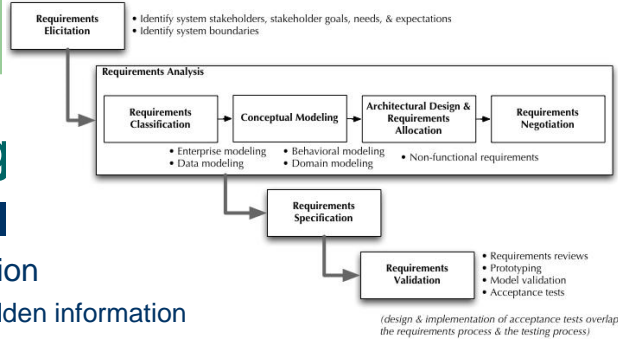 Requirements
Elicitation
• Identify system stakeholders, stakeholder goals, needs, & expectations
• Identify system boundaries
Requirements Analysis
Requirements
Classification
Conceptual Modeling
Architectural Design &
Requirements
Allocation
Requirements
Negotiation
• Enterprise modeling
• Data modeling
• Behavioral modeling
• Domain modeling
• Non-functional requirements
g
Requirements
Specification
ion
dden information
Requirements
Validation
• Requirements reviews
• Prototyping
• Model validation
• Acceptance tests
(design & implementation of acceptance tests overlap
the requirements process & the testing process)